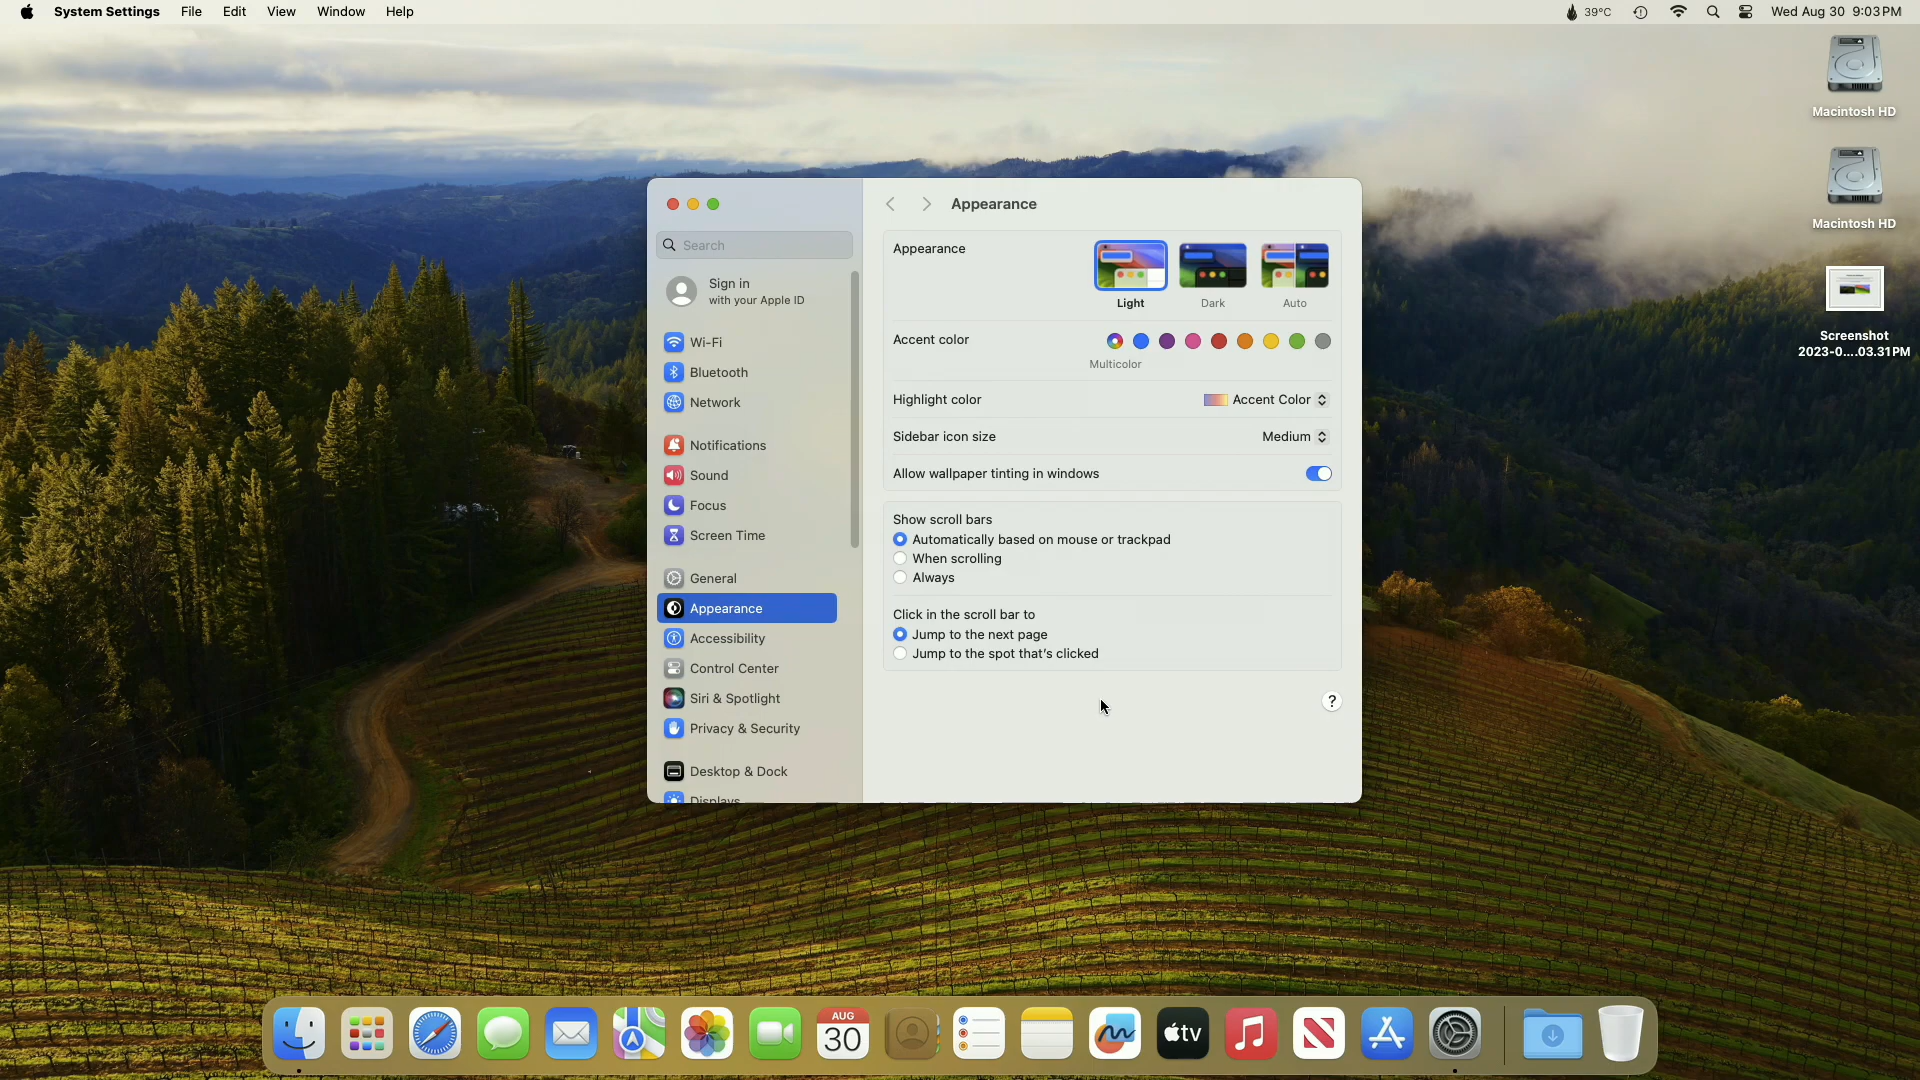 System Settings File Edit View Window Help 39°C Wed Aug 30 9:03 PM
Macintosh HD
Macintosh HD
Screenshot
2023-0....03.31 PM
Search
Sign in
with your Apple ID
Wi-Fi
Bluetooth
Network
Notifications
Sound
Focus
Screen Time
General
Appearance
Accessibility
Control Center
Siri & Spotlight
Privacy & Security
Desktop & Dock
Displays
Appearance
Appearance
Light Dark Auto
Accent color
Multicolor
Highlight color Accent Color
Sidebar icon size Medium
Allow wallpaper tinting in windows
Show scroll bars
Automatically based on mouse or trackpad
When scrolling
Always
Click in the scroll bar to
Jump to the next page
Jump to the spot that's clicked
?
AUG
30
tv